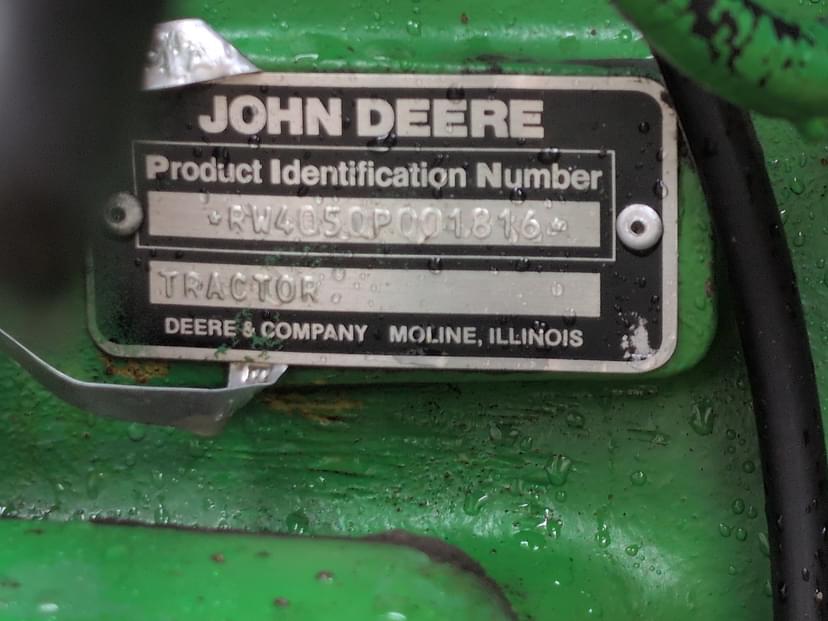 JOHN DEERE
Product Identification Number
*RW4050P001816*
TRACTOR
DEERE & COMPANY MOLINE, ILLINOIS